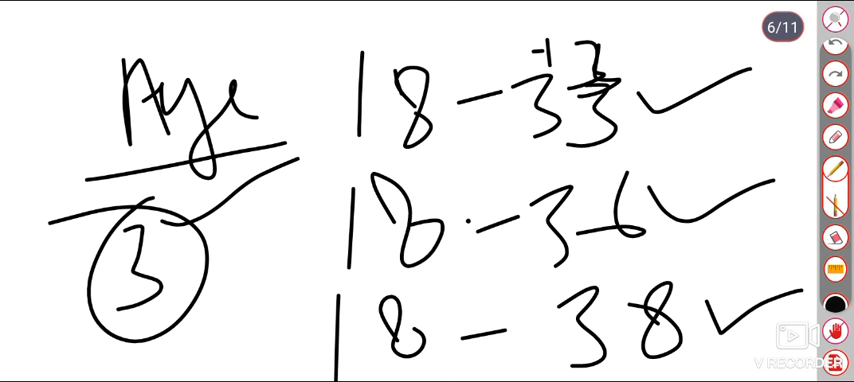 6/11
Age 18 - 33 ✓
18 - 36 ✓
3
18 - 38 ✓
V RECORDER